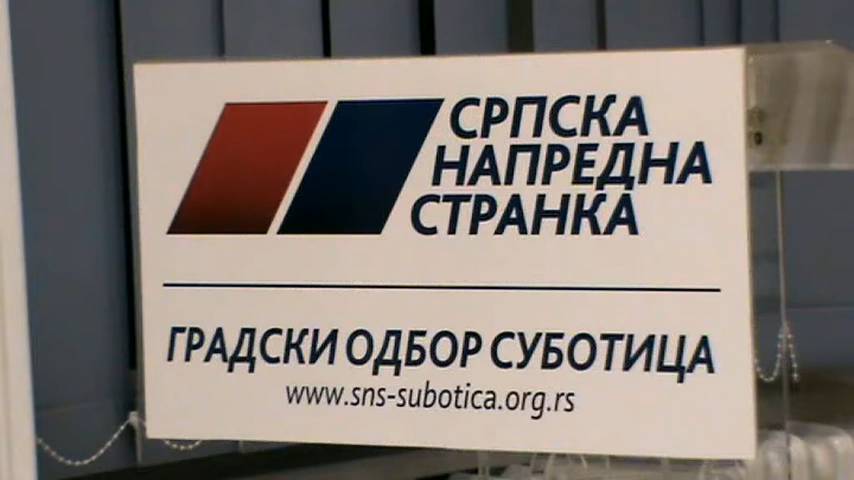 СРПСКА
НАПРЕДНА
СТРАНКА
ГРАДСКИ ОДБОР СУБОТИЦА
www.sns-subotica.org.rs